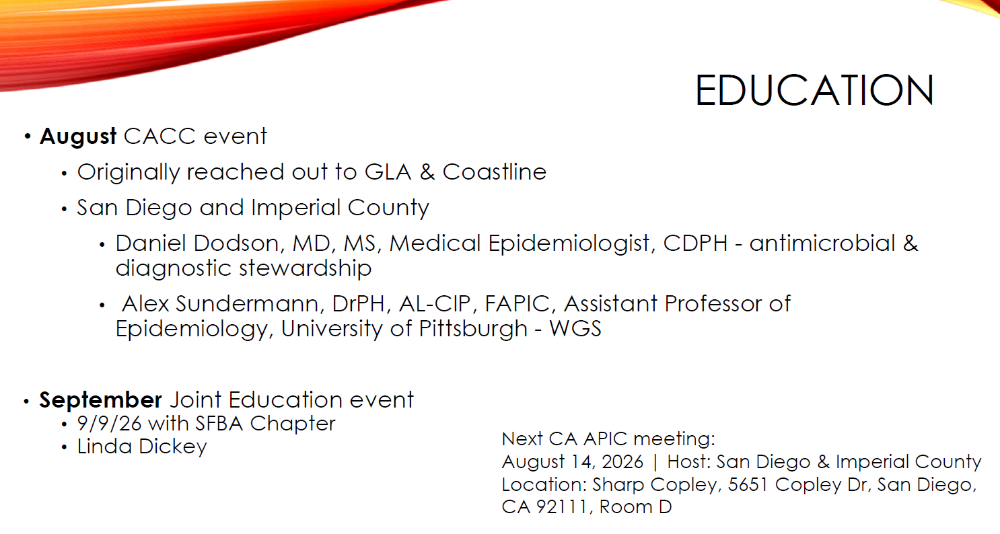 EDUCATION
• August CACC event
• Originally reached out to GLA & Coastline
• San Diego and Imperial County
• Daniel Dodson, MD, MS, Medical Epidemiologist, CDPH - antimicrobial &
diagnostic stewardship
• Alex Sundermann, DrPH, AL-CIP, FAPIC, Assistant Professor of
Epidemiology, University of Pittsburgh - WGS
• September Joint Education event
• 9/9/26 with SFBA Chapter
• Linda Dickey
Next CA APIC meeting:
August 14, 2026 | Host: San Diego & Imperial County
Location: Sharp Copley, 5651 Copley Dr, San Diego,
CA 92111, Room D